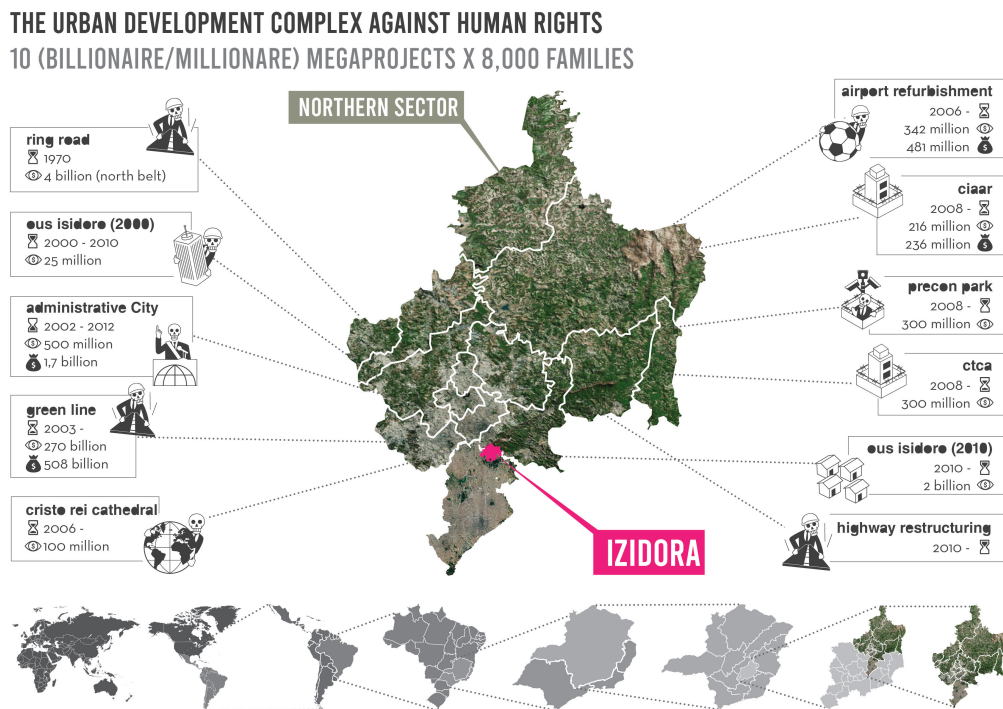 THE URBAN DEVELOPMENT COMPLEX AGAINST HUMAN RIGHTS
10 (BILLIONAIRE/MILLIONARE) MEGAPROJECTS X 8,000 FAMILIES
NORTHERN SECTOR
ring road
1970
4 billion (north belt)
ous isidoro (2000)
2000 - 2010
25 million
administrative City
2002 - 2012
500 million
1,7 billion
green line
2003 -
270 billion
508 billion
cristo rei cathedral
2006 -
100 million
airport refurbishment
2006 -
342 million
481 million
ciaar
2008 -
216 million
236 million
precon park
2008 -
300 million
ctca
2008 -
300 million
ous isidoro (2010)
2010 -
2 billion
highway restructuring
2010 -
IZIDORA